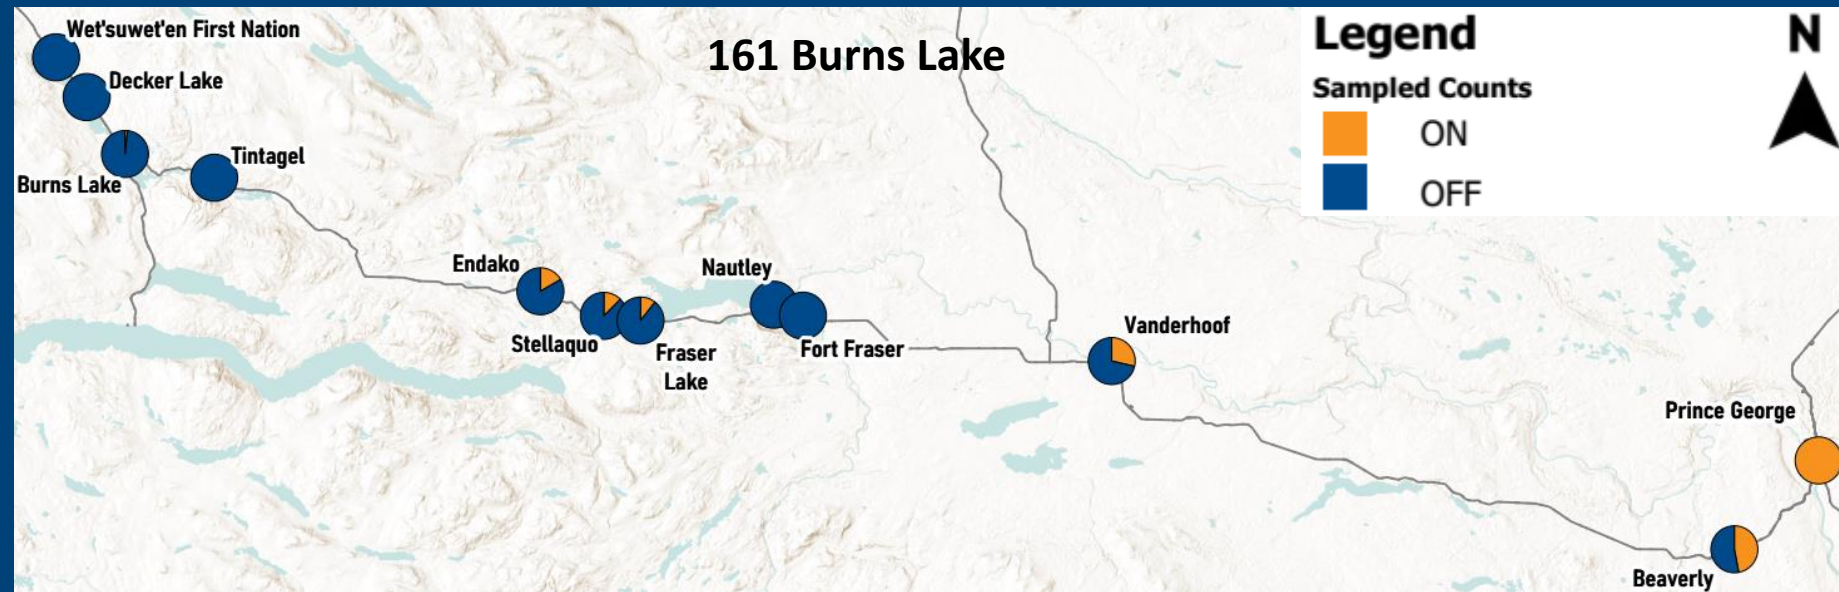 161 Burns Lake
Legend
Sampled Counts
ON
OFF
N
Wet'suwet'en First Nation
Decker Lake
Burns Lake
Tintagel
Endako
Stellaquo
Fraser
Lake
Nautley
Fort Fraser
Vanderhoof
Prince George
Beaverly